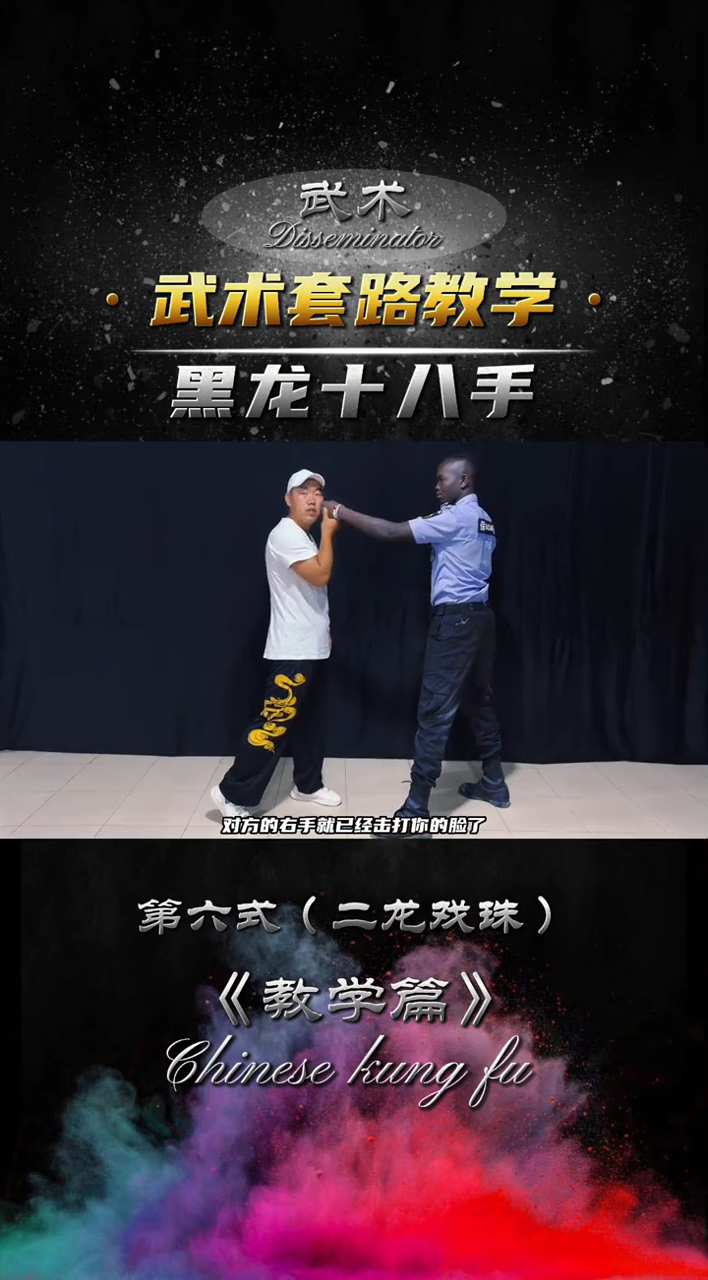 武术
Disseminator
· 武术套路教学 ·
黑龙十八手
对方的右手就已经击打你的脸了
第六式（二龙戏珠）
《教学篇》
Chinese kung fu